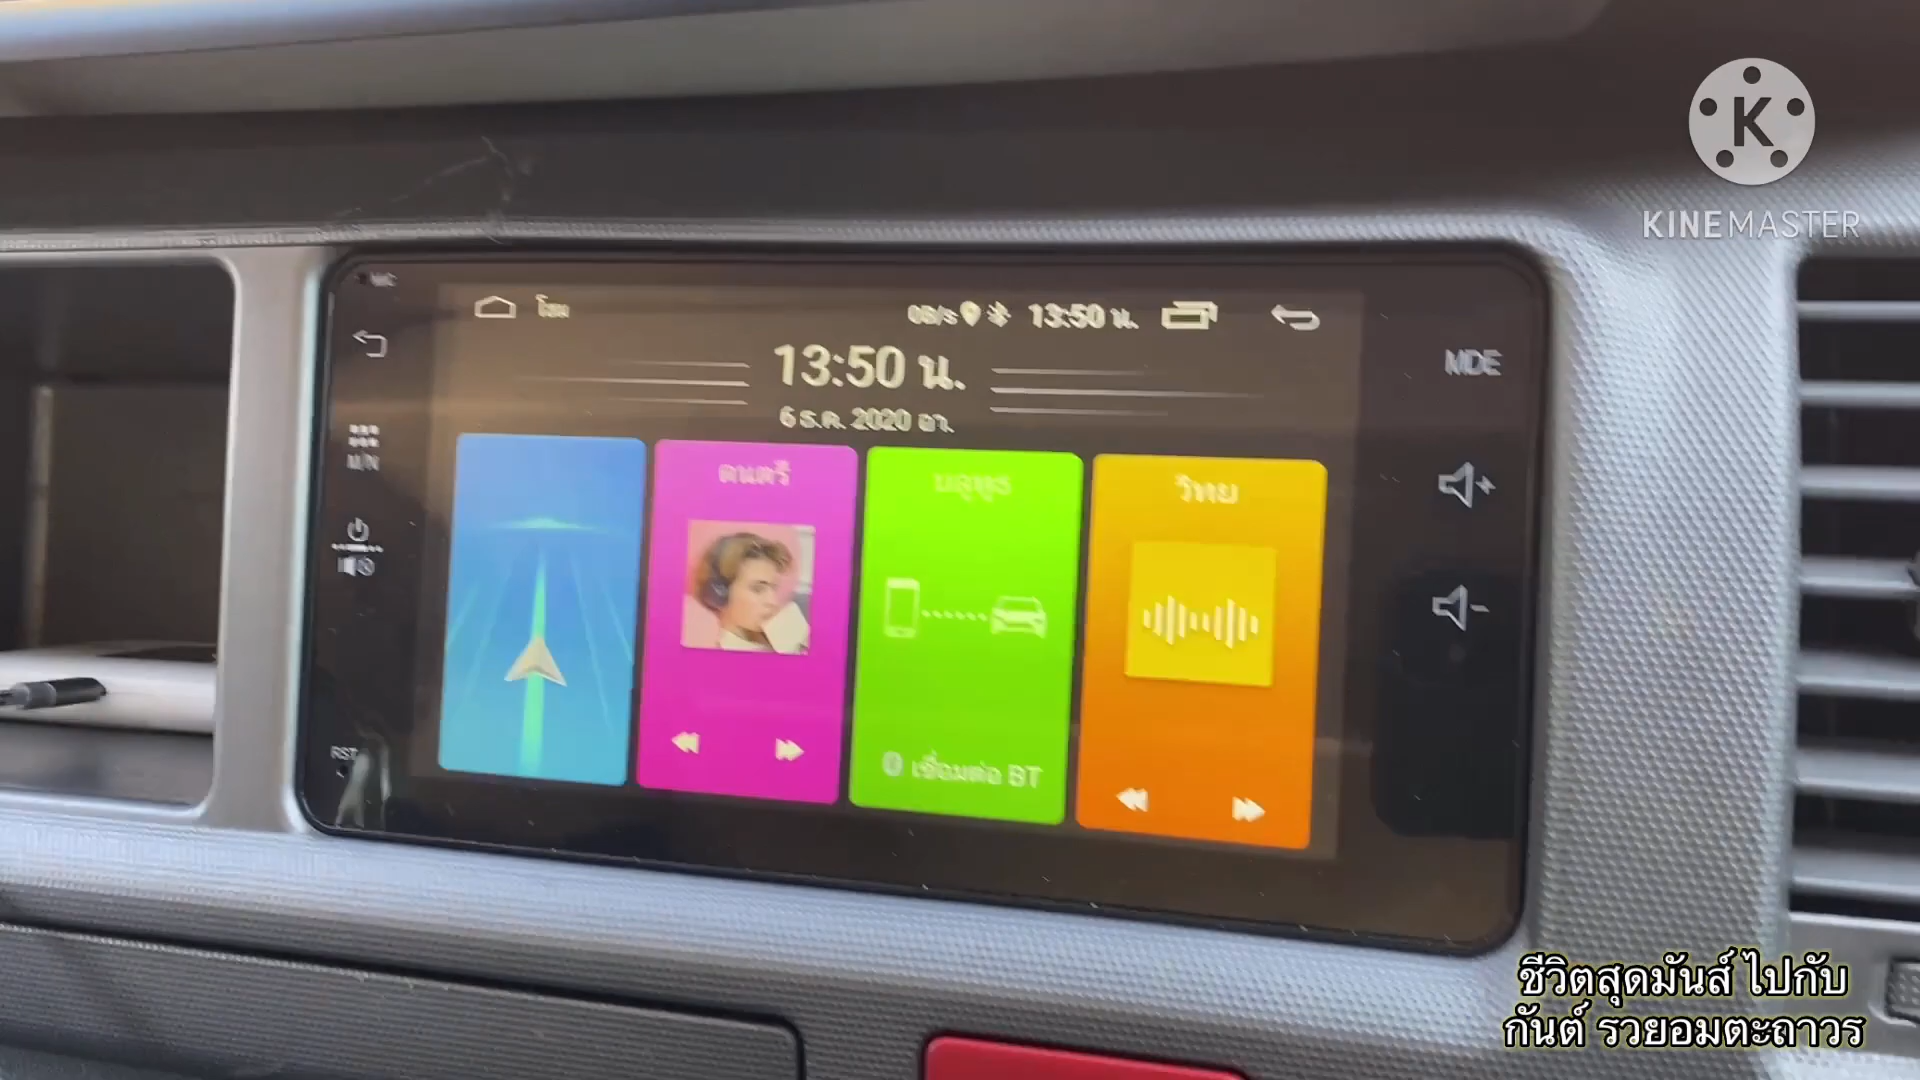 K
KINEMASTER
MIC
โฮม
0B/s 13:50 น.
13:50 น.
6 ธ.ค. 2020 อา.
MDE
M/N
ดนตรี
บลูทูธ
วิทยุ
เชื่อมต่อ BT
RST
ชีวิตสุดมันส์ ไปกับ
กันต์ รวยอมตะถาวร